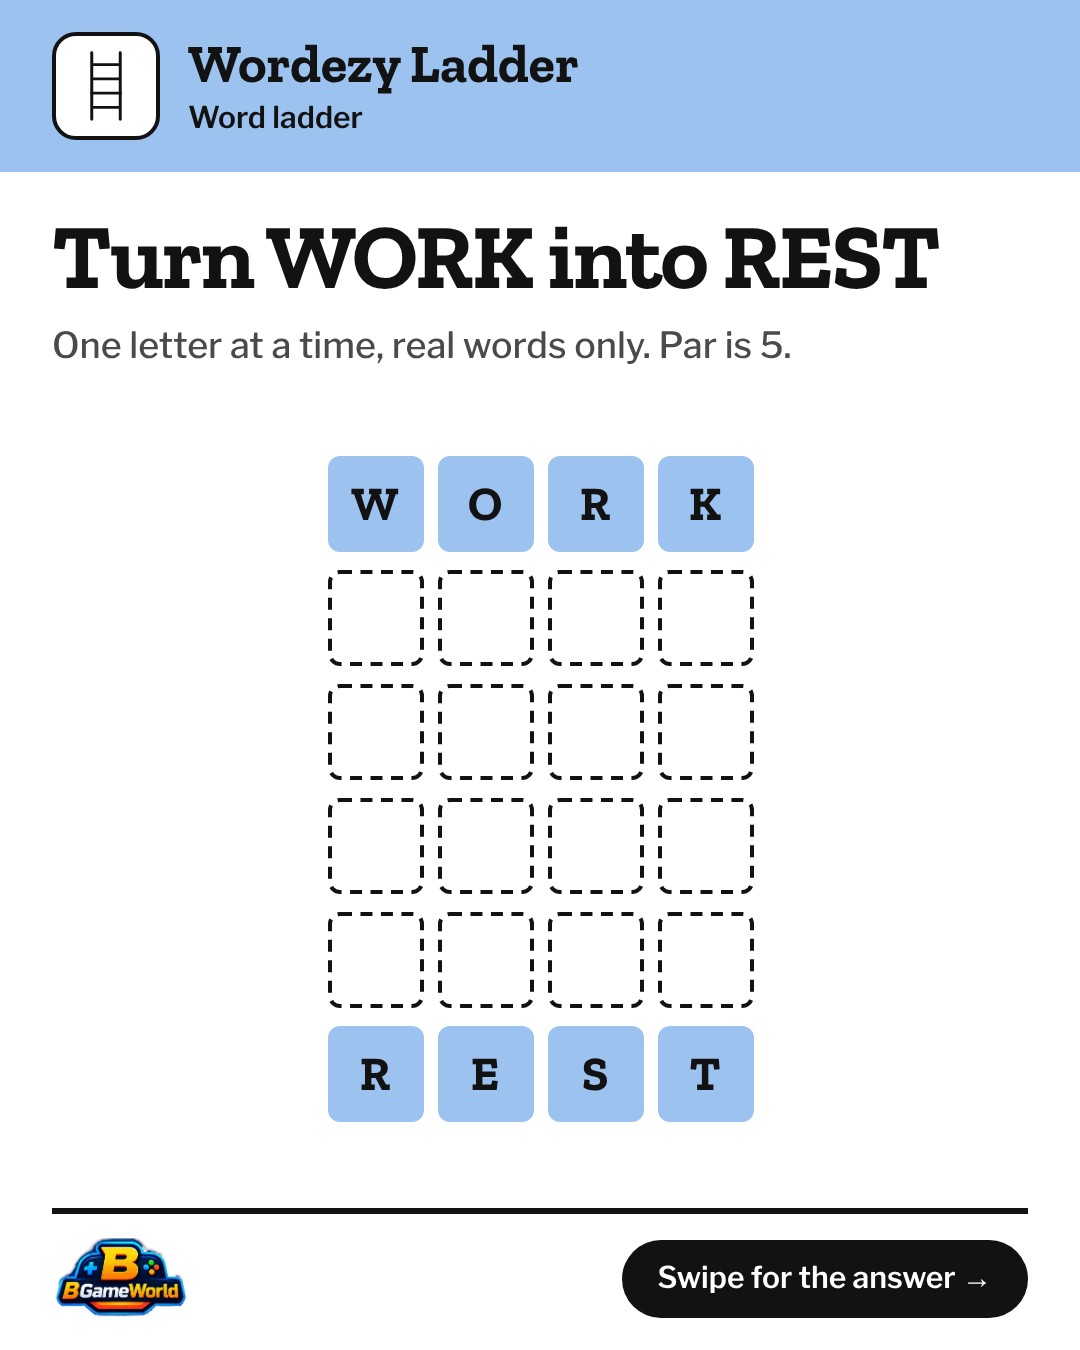 Wordezy Ladder
Word ladder
Turn WORK into REST
One letter at a time, real words only. Par is 5.
W O R K
R E S T
B
BGameWorld
Swipe for the answer →